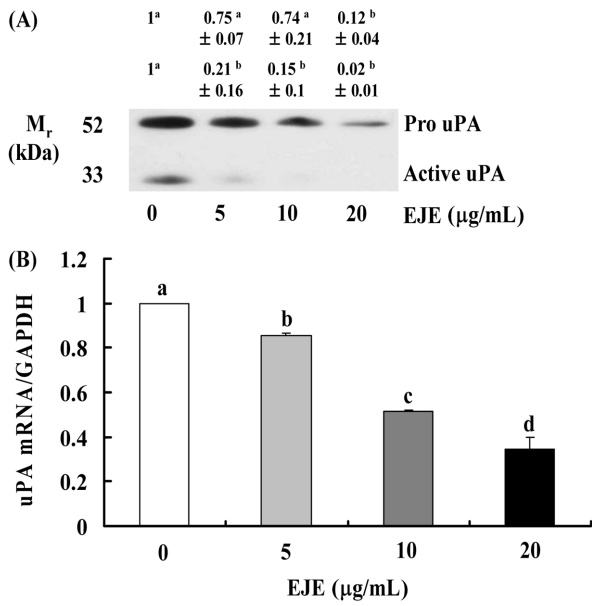 (A)
1ᵃ 0.75 ᵃ 0.74 ᵃ 0.12 ᵇ
± 0.07 ± 0.21 ± 0.04
1ᵃ 0.21 ᵇ 0.15 ᵇ 0.02 ᵇ
± 0.16 ± 0.1 ± 0.01
Mᵣ 52 Pro uPA
(kDa)
33 Active uPA
0 5 10 20 EJE (μg/mL)
(B)
1.2
1
0.8
0.6
0.4
0.2
0
uPA mRNA/GAPDH
a
b
c
d
0 5 10 20
EJE (μg/mL)